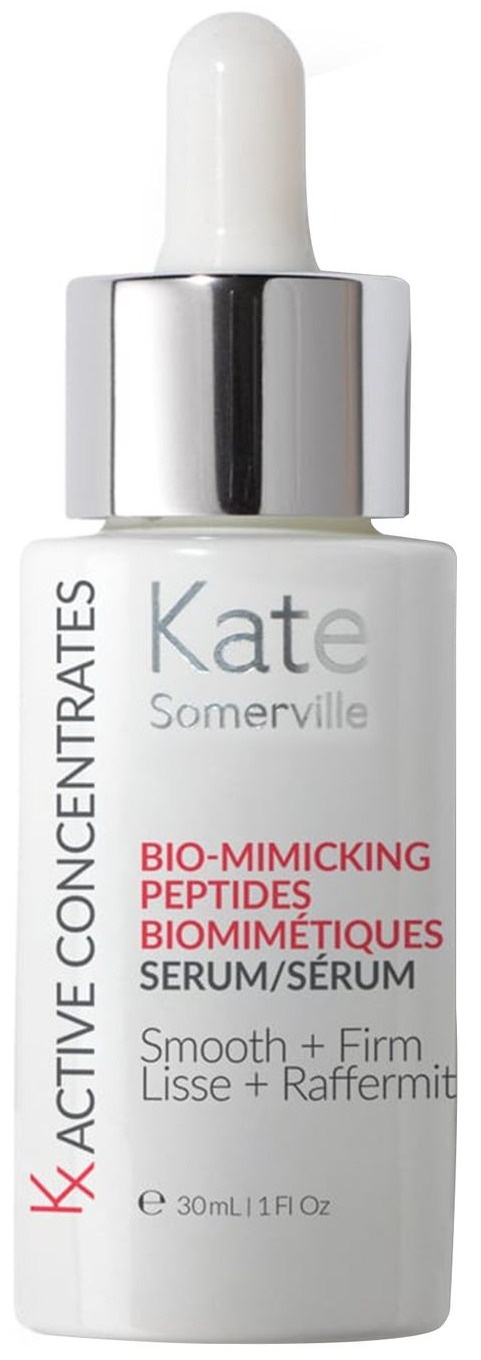 Kate
Somerville
Kx ACTIVE CONCENTRATES
BIO-MIMICKING
PEPTIDES
BIOMIMÉTIQUES
SERUM/SÉRUM
Smooth + Firm
Lisse + Raffermit
℮ 30mL | 1 Fl Oz